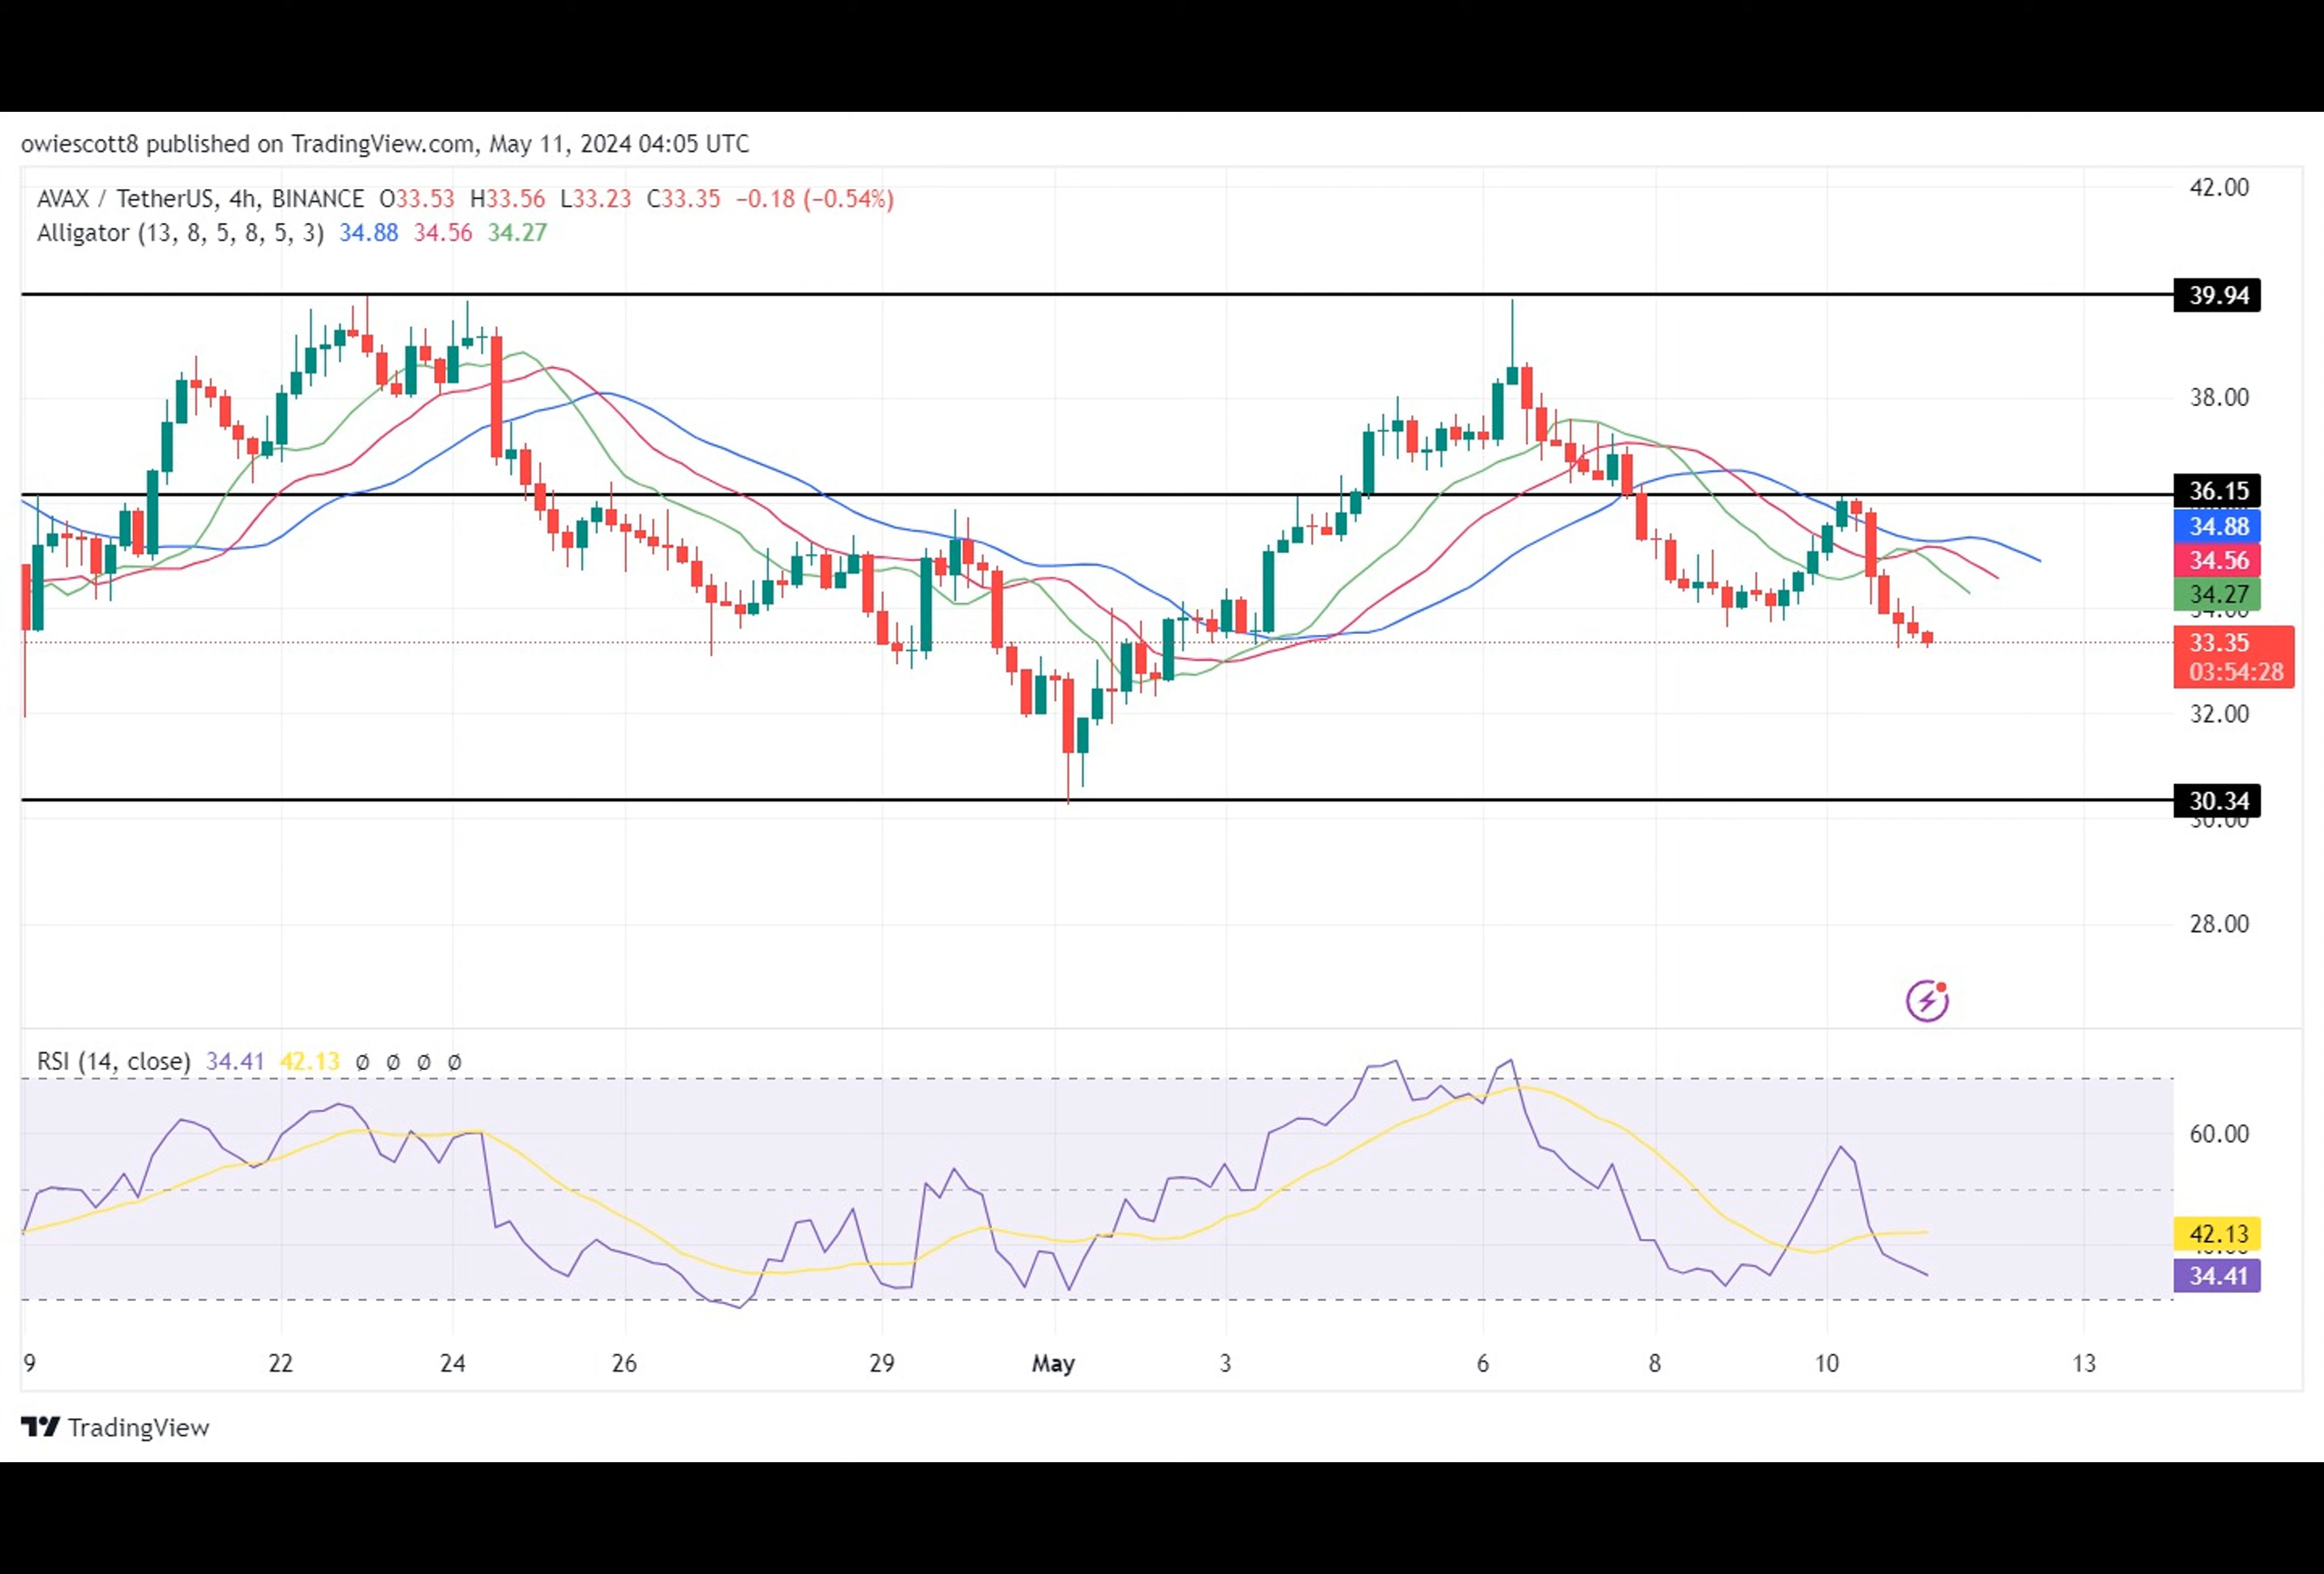 owiescott8 published on TradingView.com, May 11, 2024 04:05 UTC
AVAX / TetherUS, 4h, BINANCE O33.53 H33.56 L33.23 C33.35 −0.18 (−0.54%)
Alligator (13, 8, 5, 8, 5, 3) 34.88 34.56 34.27
42.00
39.94
38.00
36.15
34.88
34.56
34.27
33.35
03:54:28
32.00
30.34
30.00
28.00
RSI (14, close) 34.41 42.13 ∅ ∅ ∅ ∅
60.00
42.13
34.41
9 22 24 26 29 May 3 6 8 10 13
TradingView